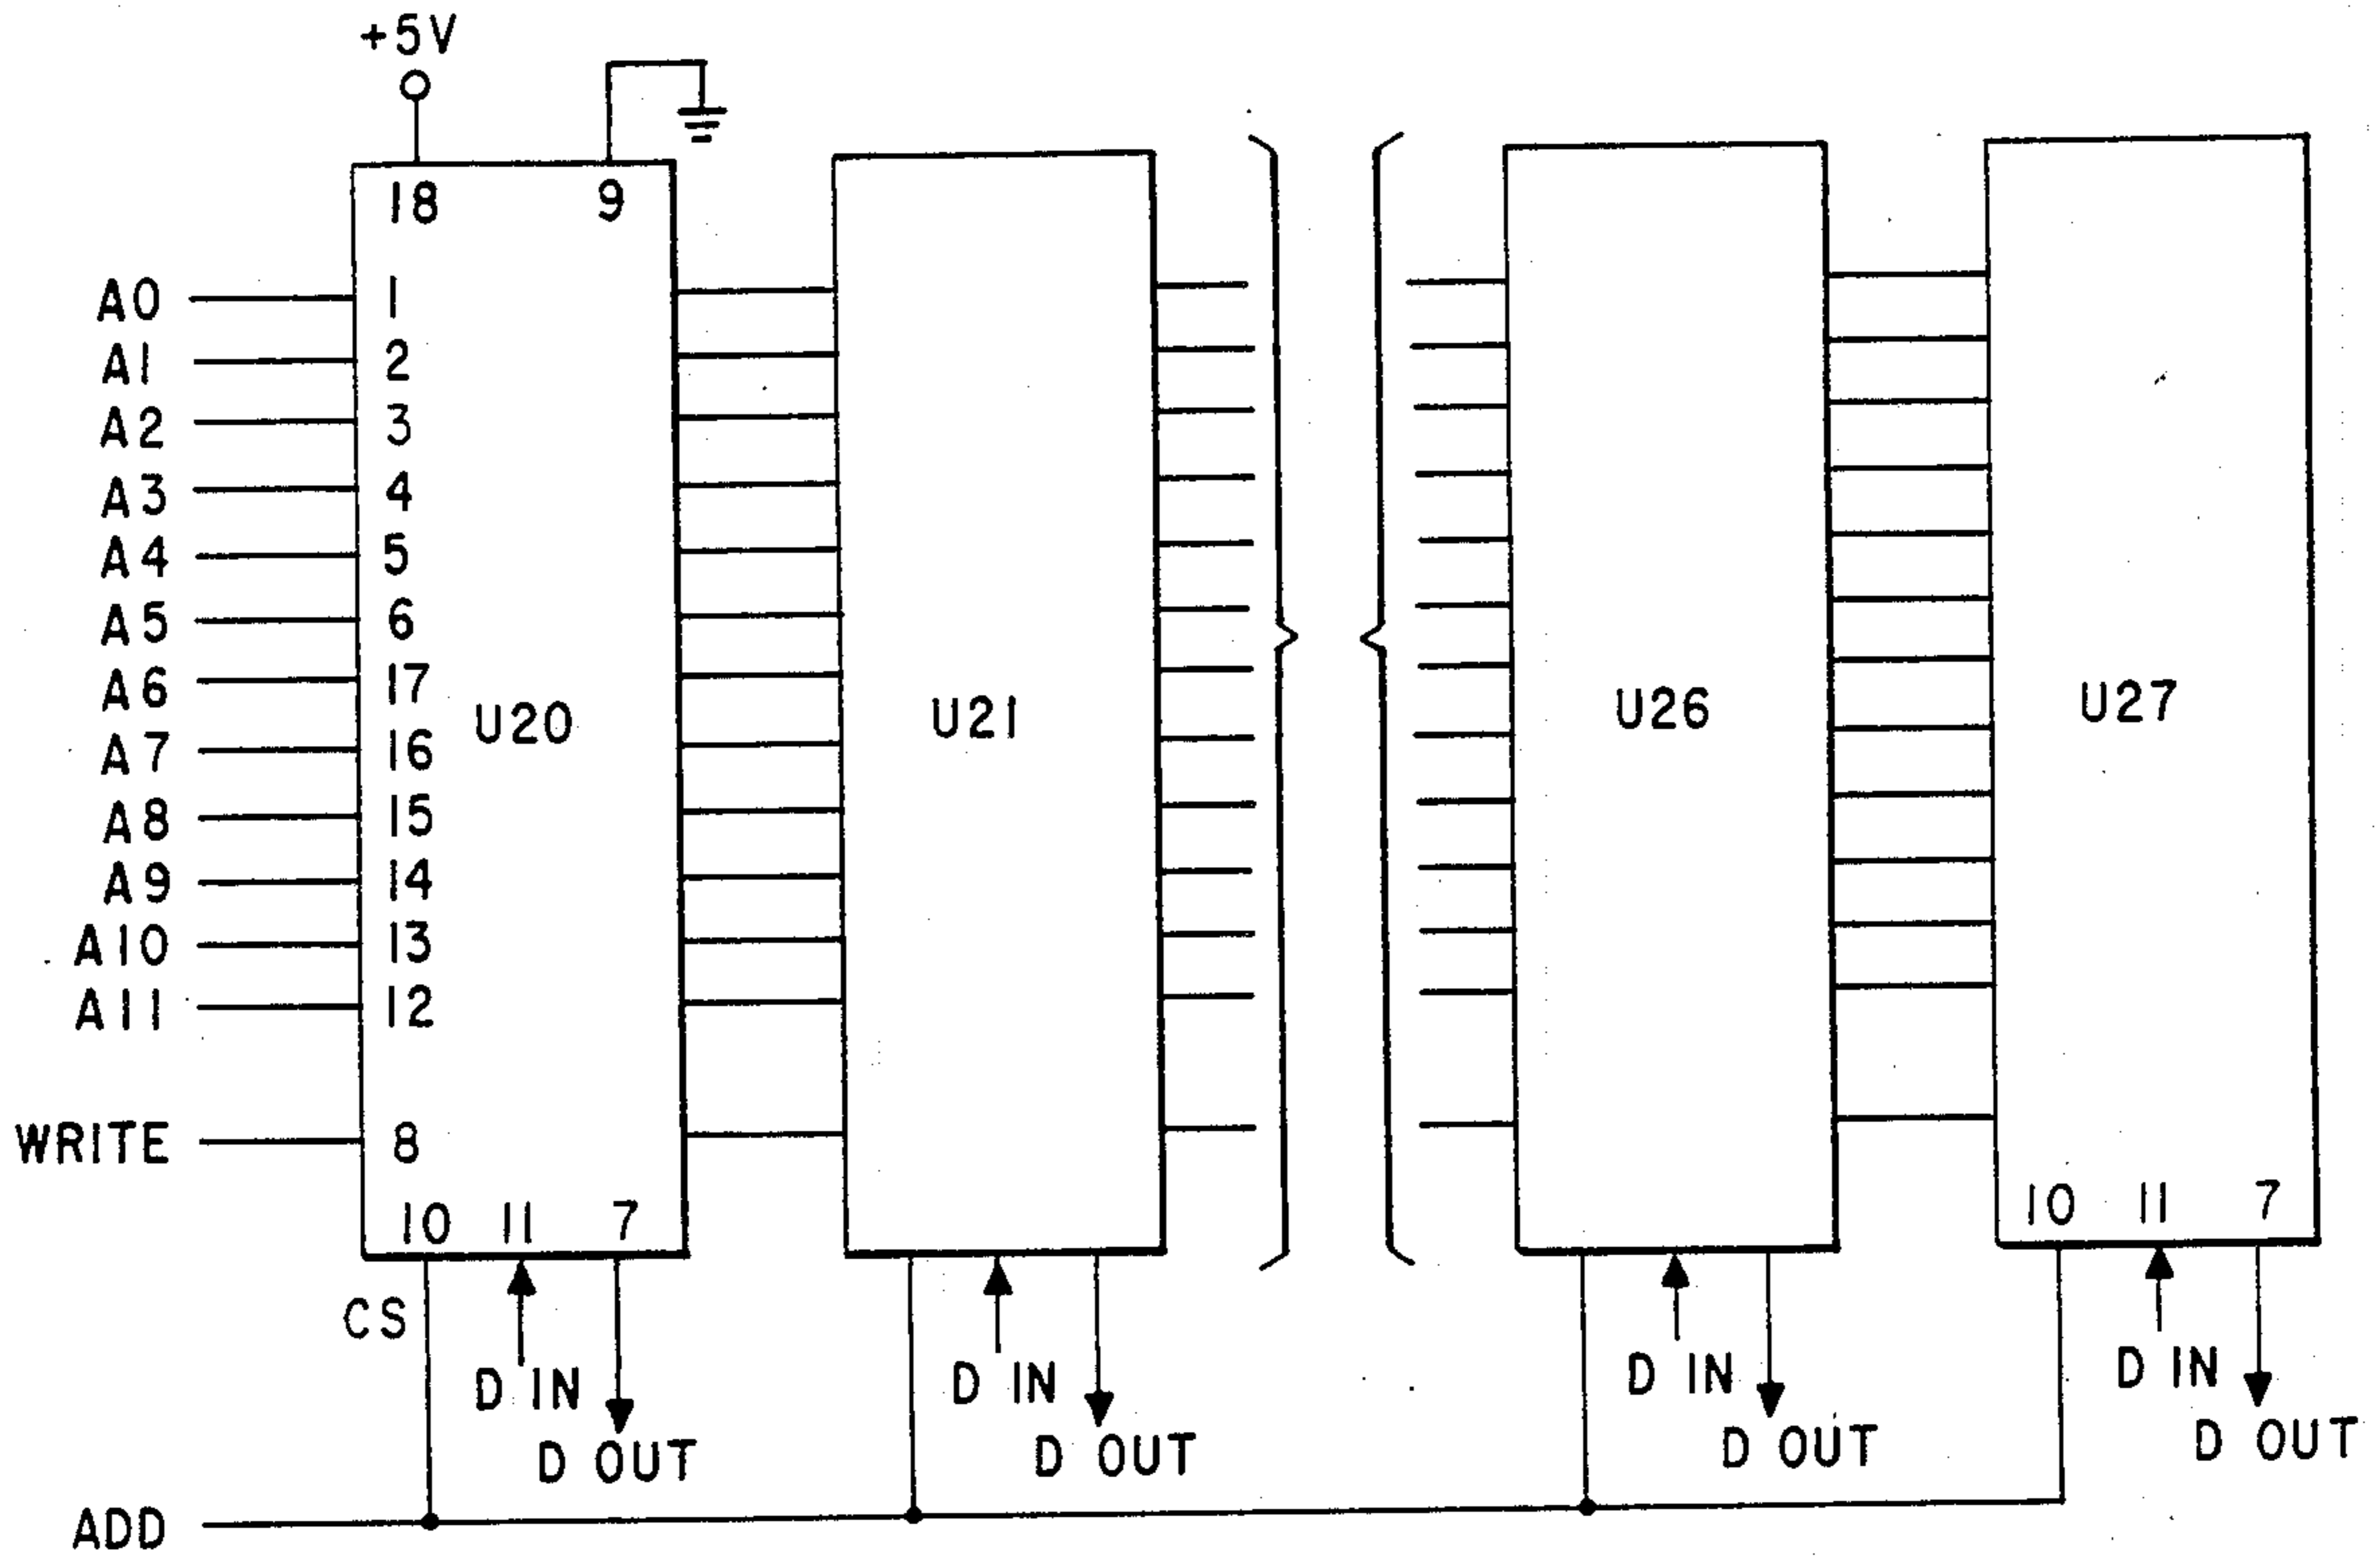 +5V
18 9
A0 1
A1 2
A2 3
A3 4
A4 5
A5 6
A6 17
A7 16
A8 15
A9 14
A10 13
A11 12
U20 U21 U26 U27
WRITE 8
10 11 7 10 11 7
CS
D IN D IN D IN D IN
D OUT D OUT D OUT D OUT
ADD